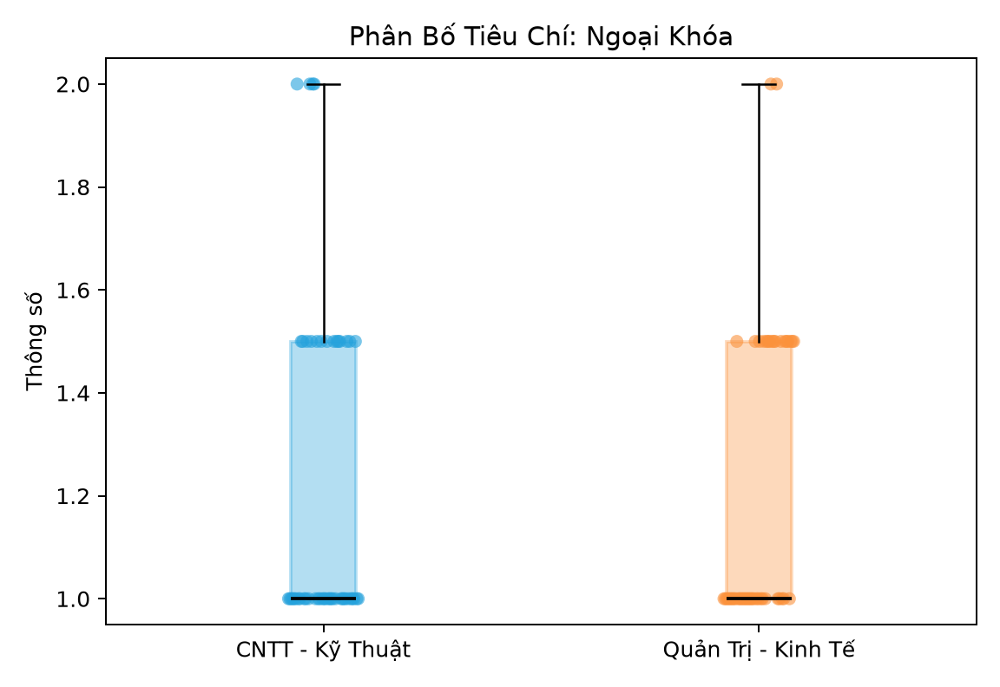 Phân Bố Tiêu Chí: Ngoại Khóa
Thông số
2.0
1.8
1.6
1.4
1.2
1.0
CNTT - Kỹ Thuật
Quản Trị - Kinh Tế